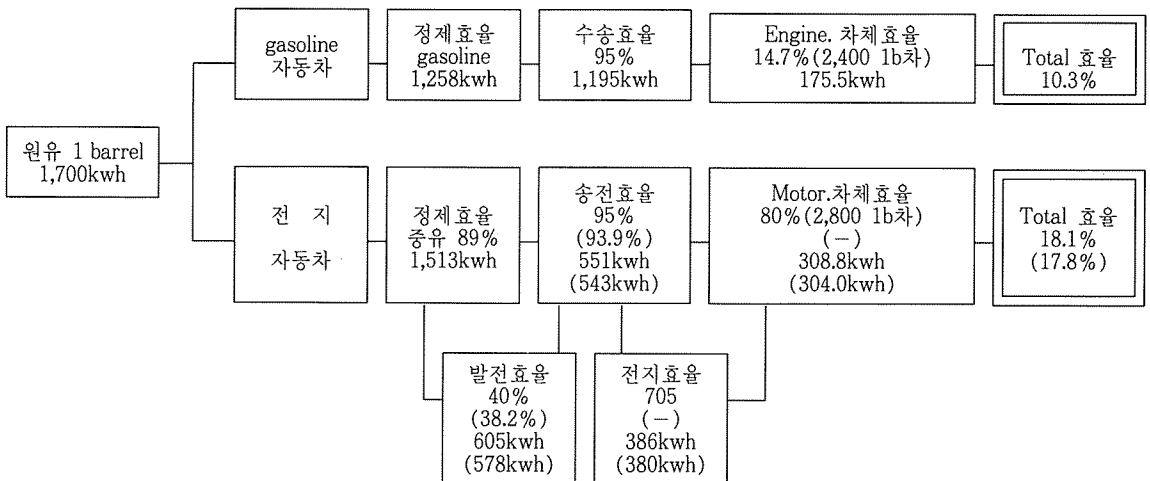 원유 1 barrel
1,700kwh
gasoline
자동차
정제효율
gasoline
1,258kwh
수송효율
95%
1,195kwh
Engine. 차체효율
14.7%(2,400 1b차)
175.5kwh
Total 효율
10.3%
전 지
자동차
정제효율
중유 89%
1,513kwh
송전효율
95%
(93.9%)
551kwh
(543kwh)
Motor.차체효율
80%(2,800 1b차)
(-)
308.8kwh
(304.0kwh)
Total 효율
18.1%
(17.8%)
발전효율
40%
(38.2%)
605kwh
(578kwh)
전지효율
705
(-)
386kwh
(380kwh)